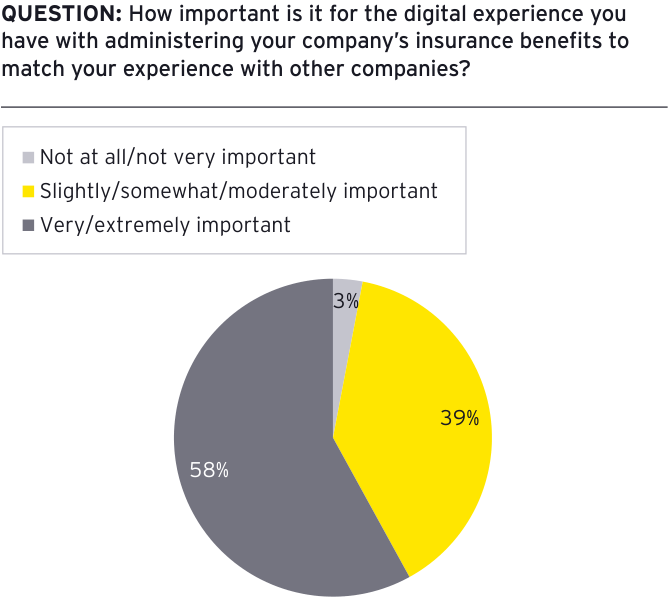 QUESTION: How important is it for the digital experience you
have with administering your company’s insurance benefits to
match your experience with other companies?
Not at all/not very important
Slightly/somewhat/moderately important
Very/extremely important
3%
39%
58%